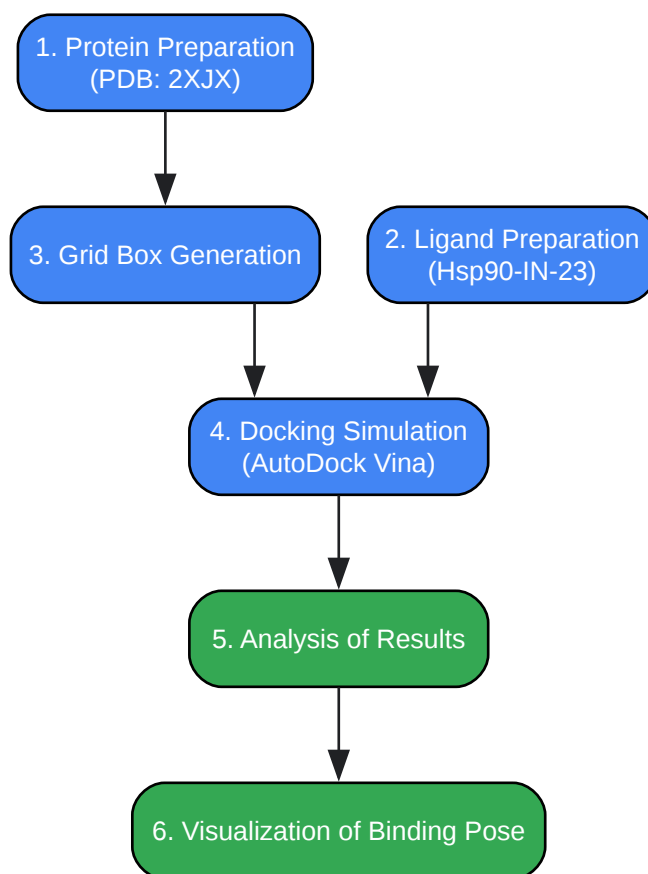 1. Protein Preparation
(PDB: 2XJX)
3. Grid Box Generation
2. Ligand Preparation
(Hsp90-IN-23)
4. Docking Simulation
(AutoDock Vina)
5. Analysis of Results
6. Visualization of Binding Pose